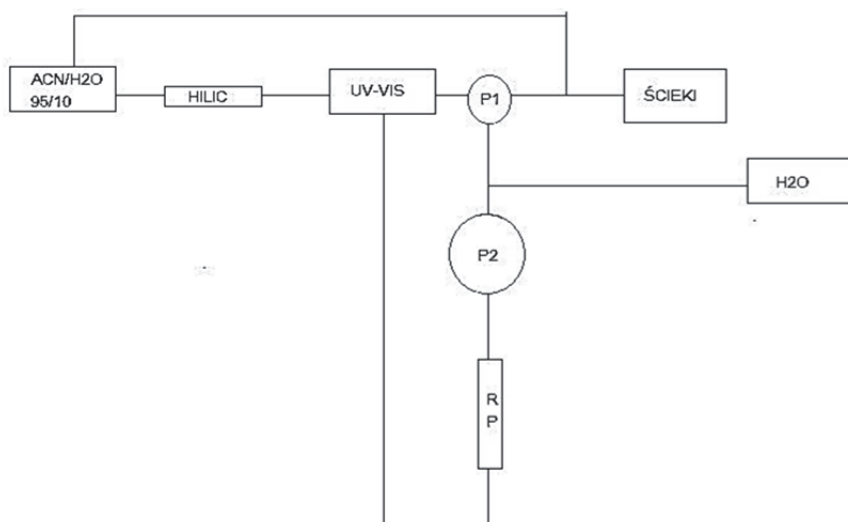 ACN/H2O
95/10
HILIC
UV-VIS
P1
ŚCIEKI
H2O
P2
R
P